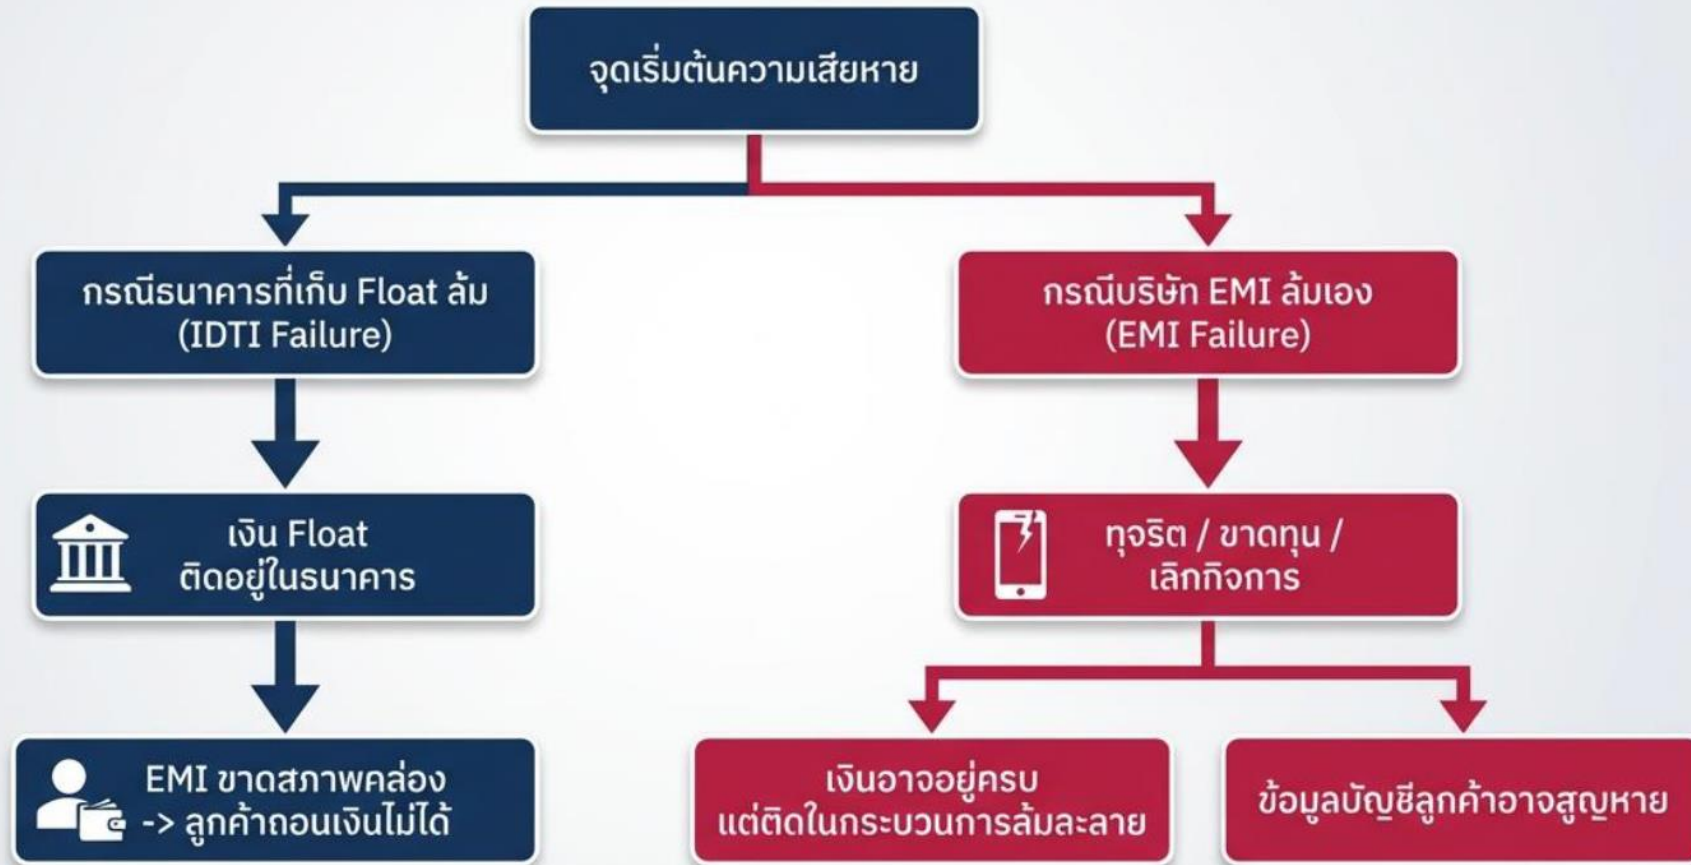 จุดเริ่มต้นความเสียหาย
กรณีธนาคารที่เก็บ Float ล้ม
(IDTI Failure)
กรณีบริษัท EMI ล้มเอง
(EMI Failure)
เงิน Float
ติดอยู่ในธนาคาร
ทุจริต / ขาดทุน /
เลิกกิจการ
EMI ขาดสภาพคล่อง
-> ลูกค้าถอนเงินไม่ได้
เงินอาจอยู่ครบ
แต่ติดในกระบวนการล้มละลาย
ข้อมูลบัญชีลูกค้าอาจสูญหาย